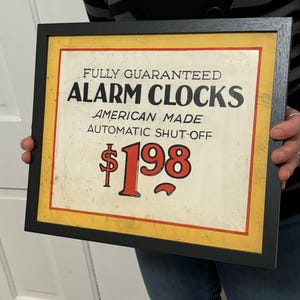 FULLY GUARANTEED
ALARM CLOCKS
AMERICAN MADE
AUTOMATIC SHUT-OFF
$1.98